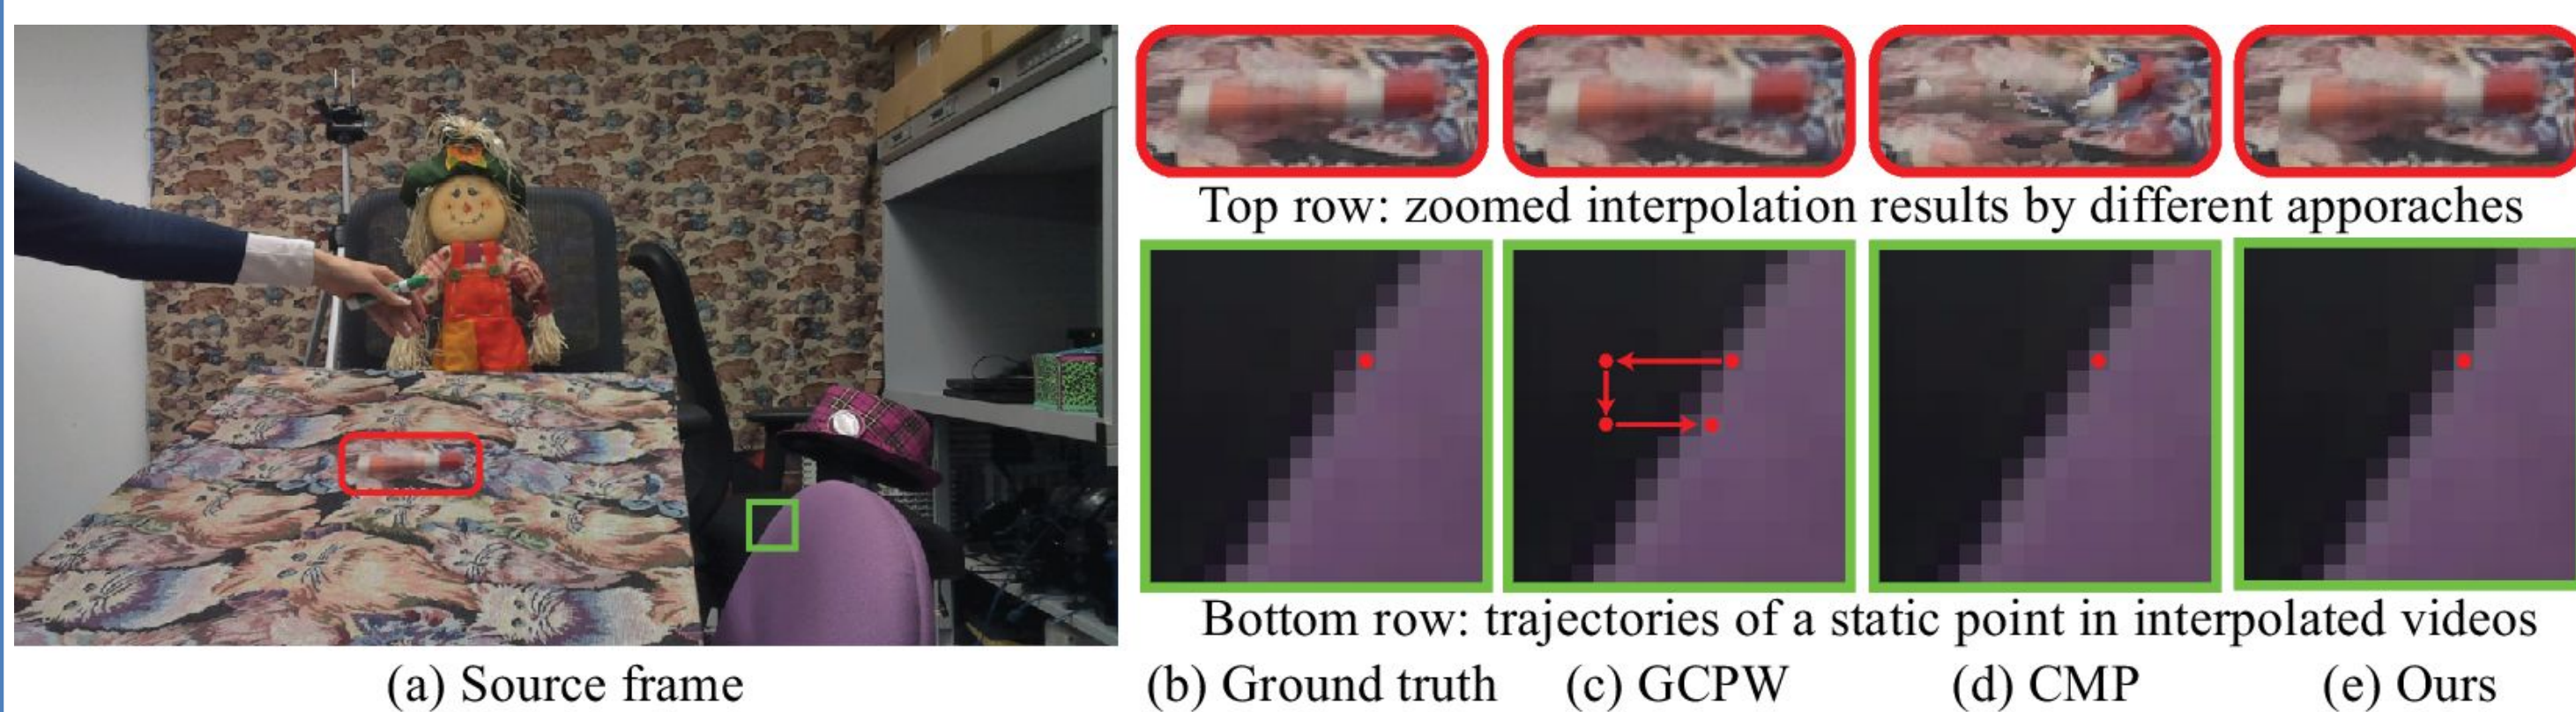 Top row: zoomed interpolation results by different apporaches
Bottom row: trajectories of a static point in interpolated videos
(a) Source frame
(b) Ground truth
(c) GCPW
(d) CMP
(e) Ours